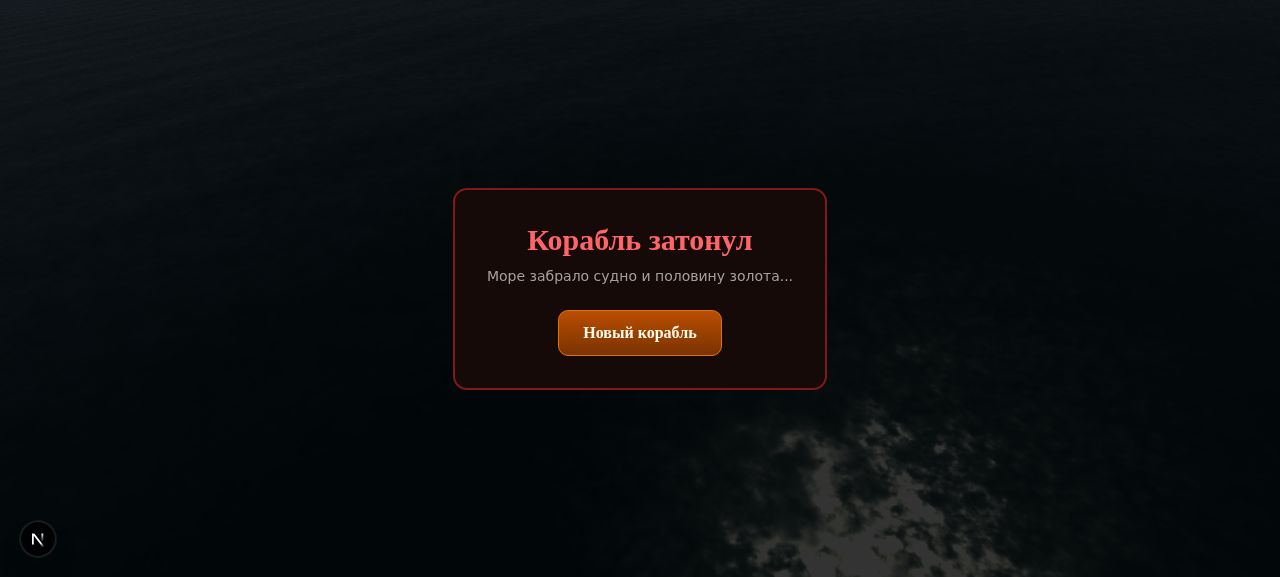 Корабль затонул
Море забрало судно и половину золота...
Новый корабль
N